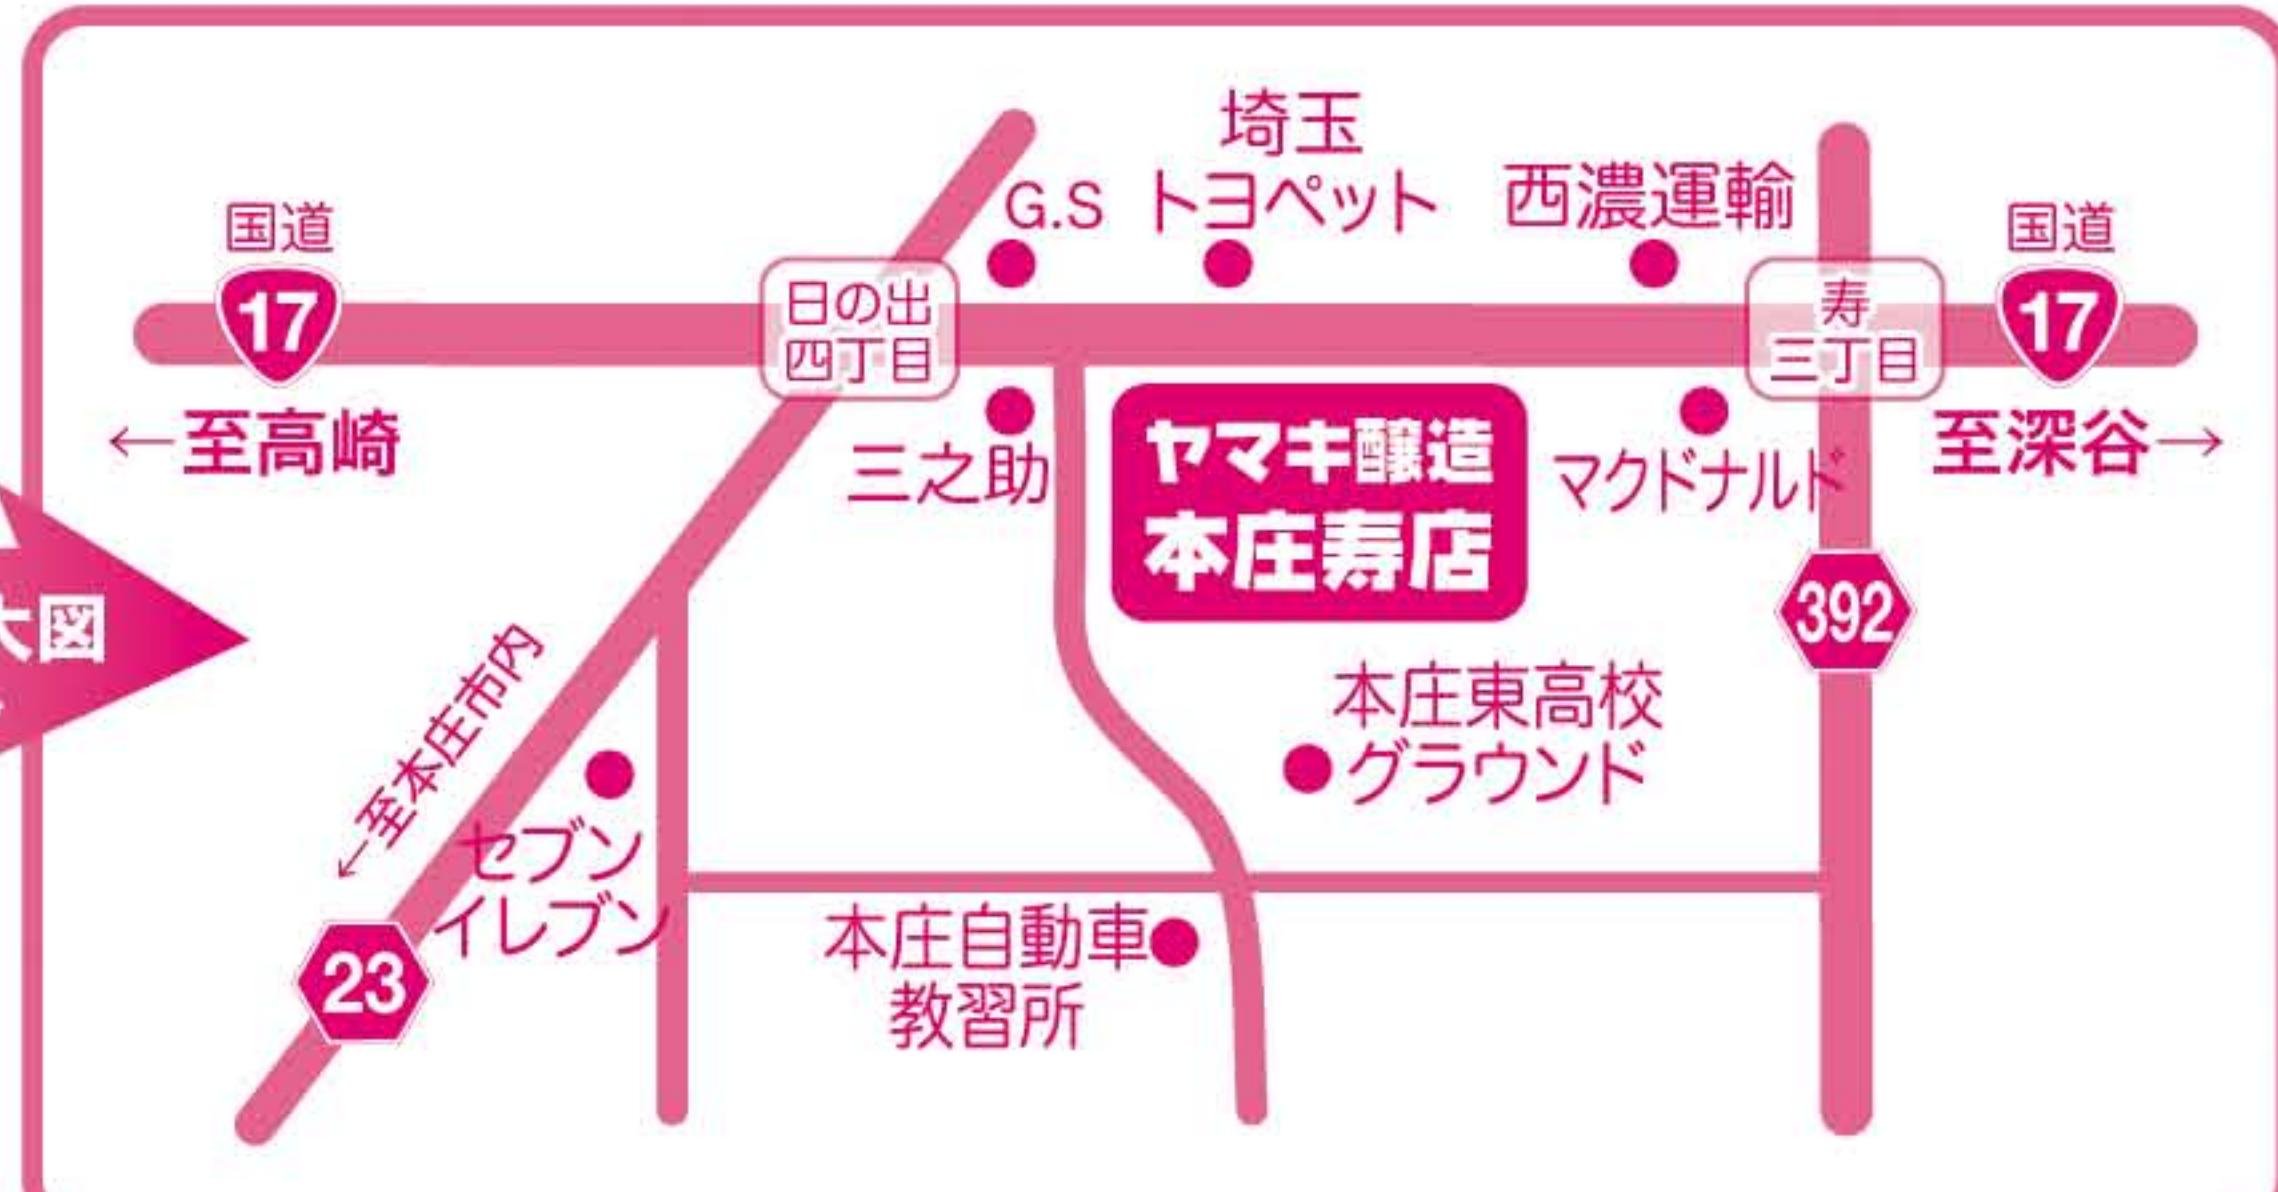 埼玉
トヨペット
G.S
西濃運輸
国道
17
日の出
四丁目
寿
三丁目
国道
17
←至高崎
三之助
ヤマキ醸造
本庄寿店
マクドナルド
至深谷→
392
大図
←至本庄市内
本庄東高校
グラウンド
セブン
イレブン
23
本庄自動車
教習所